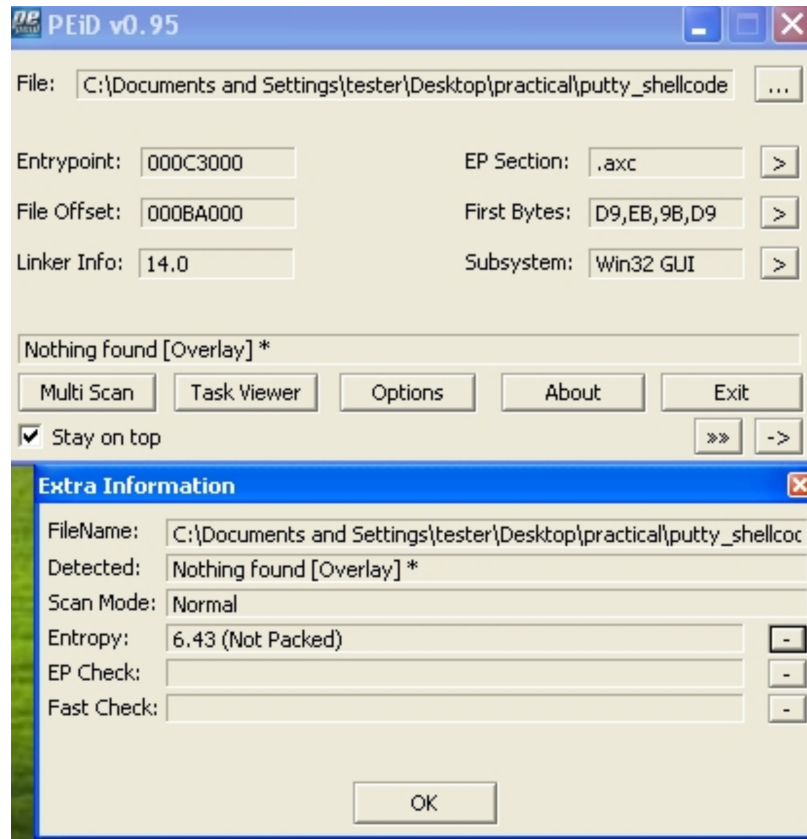 PEiD v0.95
File: C:\Documents and Settings\tester\Desktop\practical\putty_shellcode ...
Entrypoint: 000C3000 EP Section: .axc >
File Offset: 000BA000 First Bytes: D9,EB,9B,D9 >
Linker Info: 14.0 Subsystem: Win32 GUI >
Nothing found [Overlay] *
Multi Scan Task Viewer Options About Exit
Stay on top »» ->
Extra Information
FileName: C:\Documents and Settings\tester\Desktop\practical\putty_shellcoc
Detected: Nothing found [Overlay] *
Scan Mode: Normal
Entropy: 6.43 (Not Packed) -
EP Check: -
Fast Check: -
OK